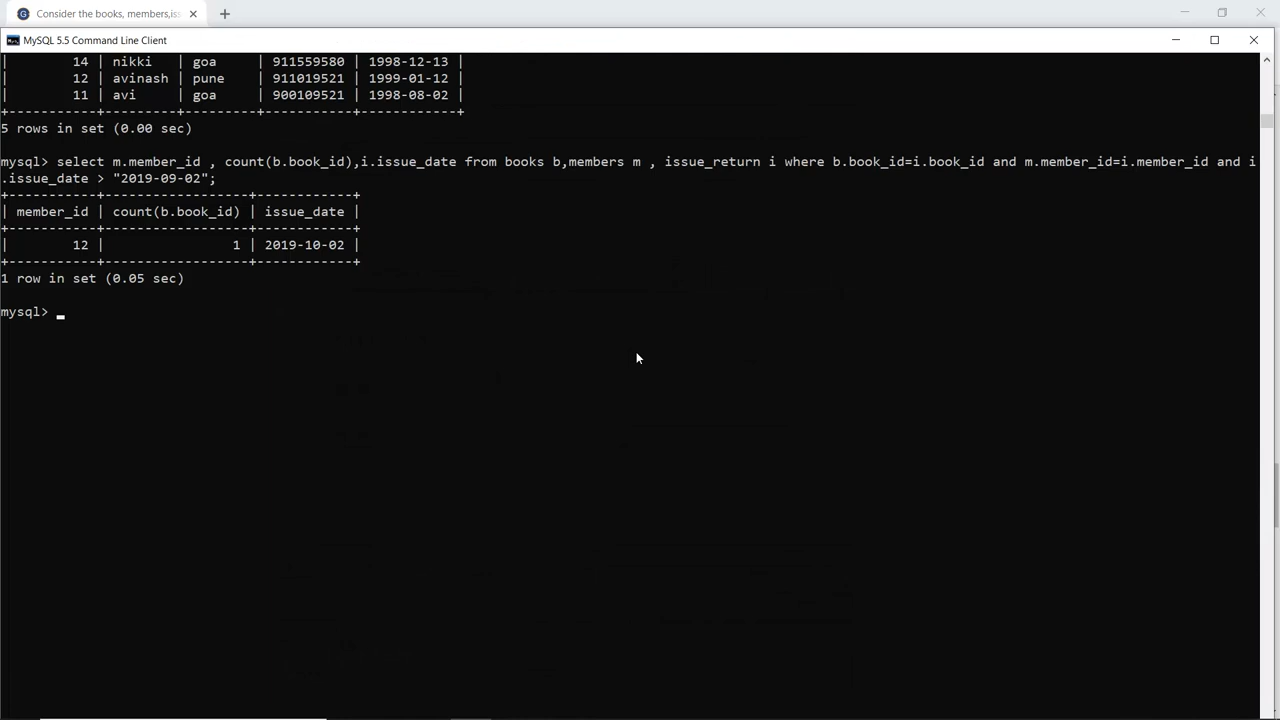 Consider the books, members,iss
MySQL 5.5 Command Line Client
| 14 | nikki | goa | 911559580 | 1998-12-13 |
| 12 | avinash | pune | 911019521 | 1999-01-12 |
| 11 | avi | goa | 900109521 | 1998-08-02 |
+-----------+---------+--------+-----------+------------+
5 rows in set (0.00 sec)
mysql> select m.member_id , count(b.book_id),i.issue_date from books b,members m , issue_return i where b.book_id=i.book_id and m.member_id=i.member_id and i
.issue_date > "2019-09-02";
+-----------+------------------+------------+
| member_id | count(b.book_id) | issue_date |
+-----------+------------------+------------+
| 12 | 1 | 2019-10-02 |
+-----------+------------------+------------+
1 row in set (0.05 sec)
mysql>